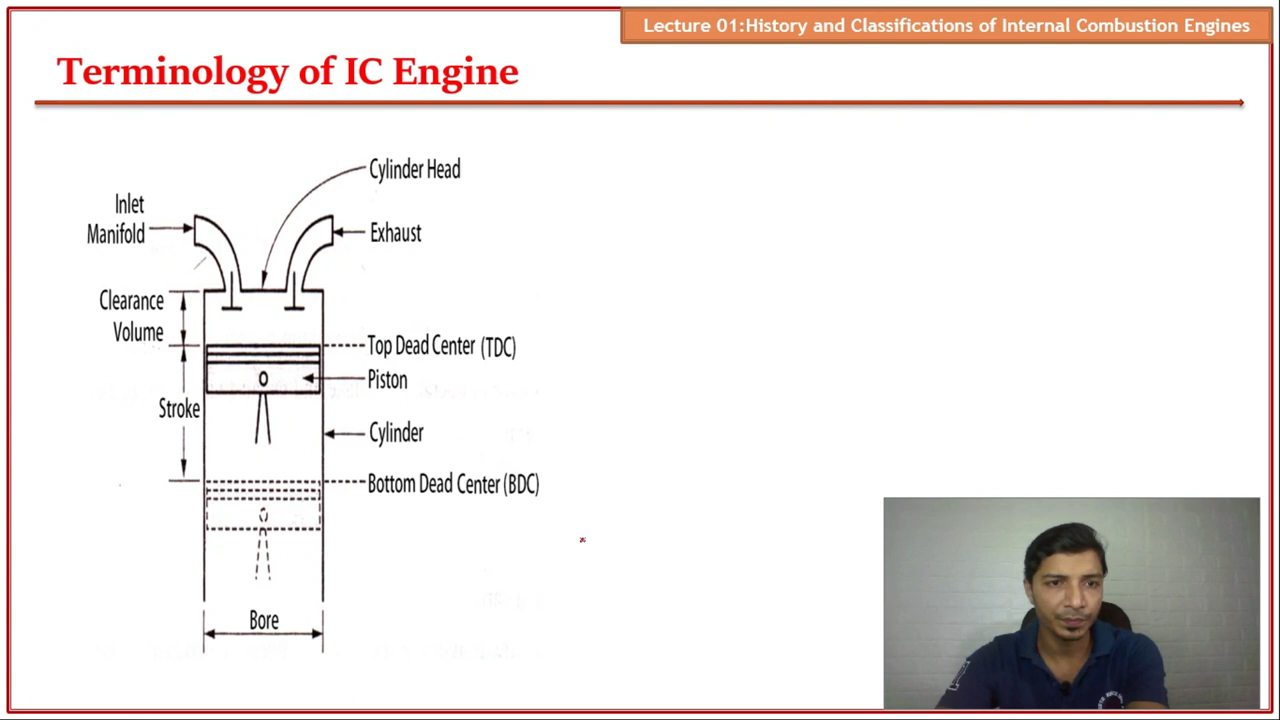 Lecture 01:History and Classifications of Internal Combustion Engines
Terminology of IC Engine
Cylinder Head
Inlet
Manifold
Exhaust
Clearance
Volume
Top Dead Center (TDC)
Piston
Stroke
Cylinder
Bottom Dead Center (BDC)
Bore